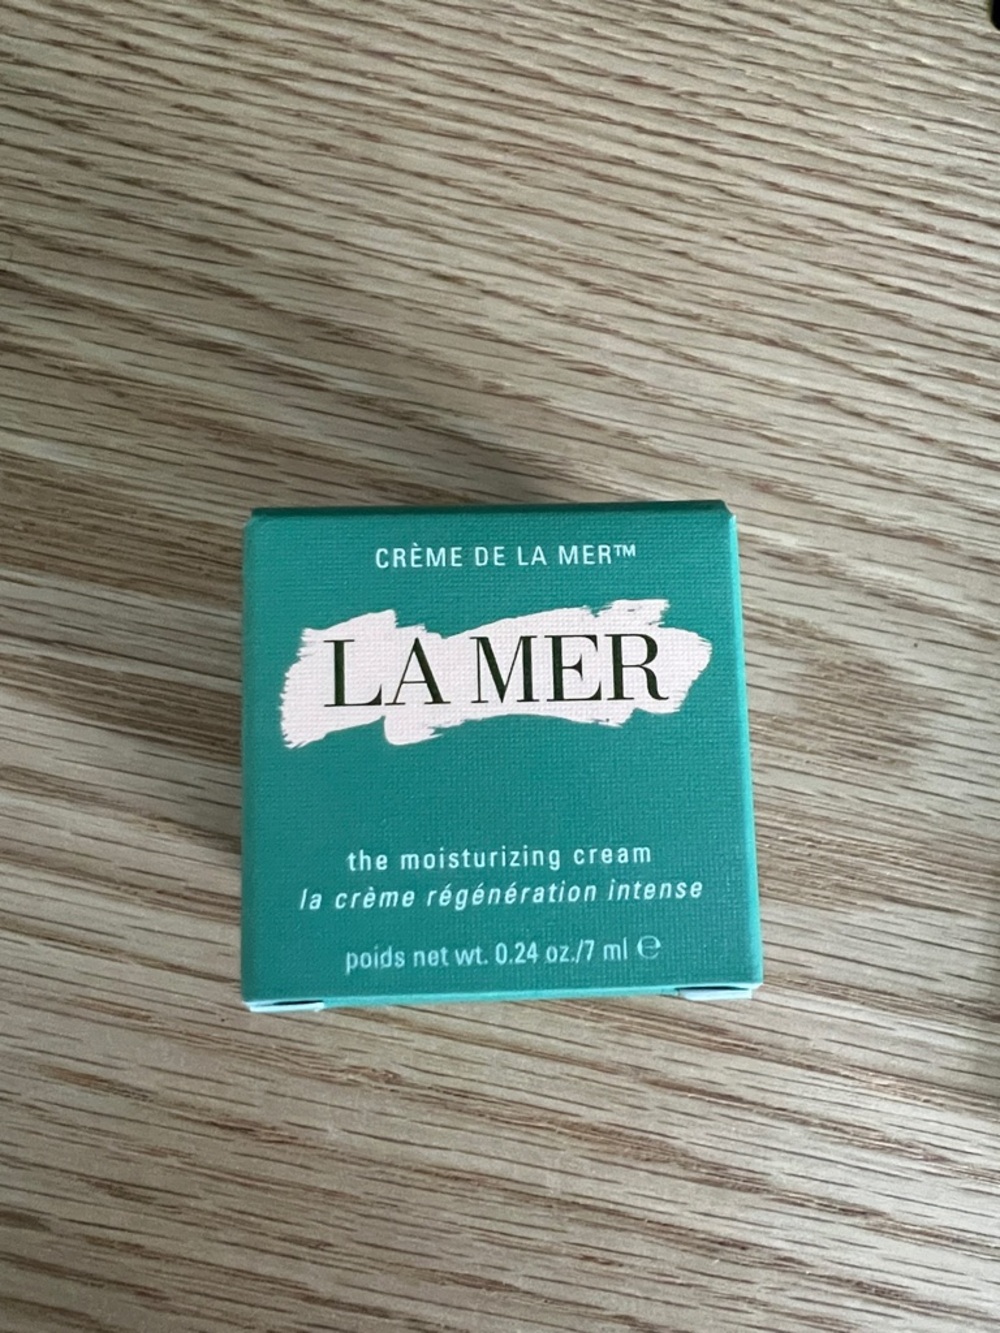 CRÈME DE LA MER™
LA MER
the moisturizing cream
la crème régénération intense
poids net wt. 0.24 oz./7 ml ℮